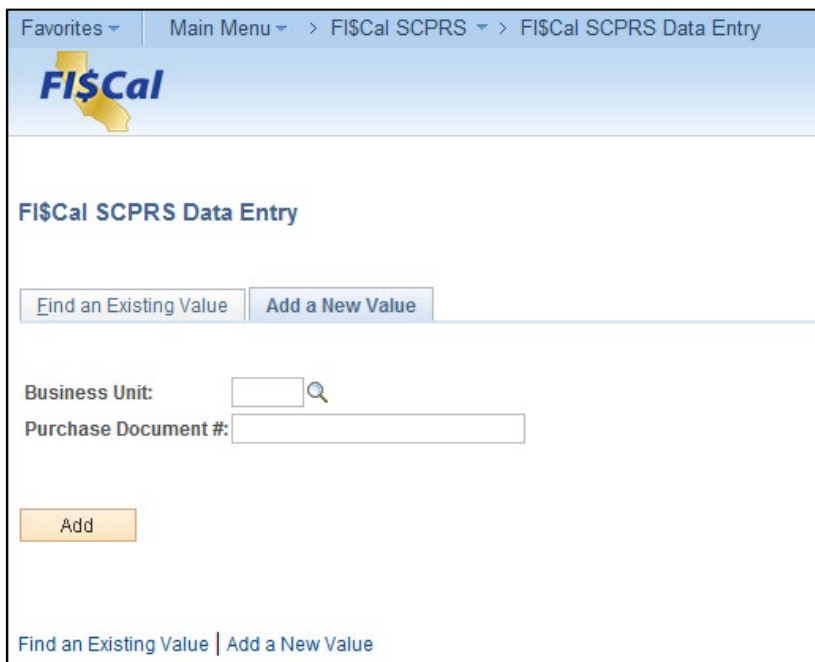 Favorites Main Menu > FI$Cal SCPRS > FI$Cal SCPRS Data Entry
FI$Cal
FI$Cal SCPRS Data Entry
Find an Existing Value Add a New Value
Business Unit:
Purchase Document #:
Add
Find an Existing Value | Add a New Value